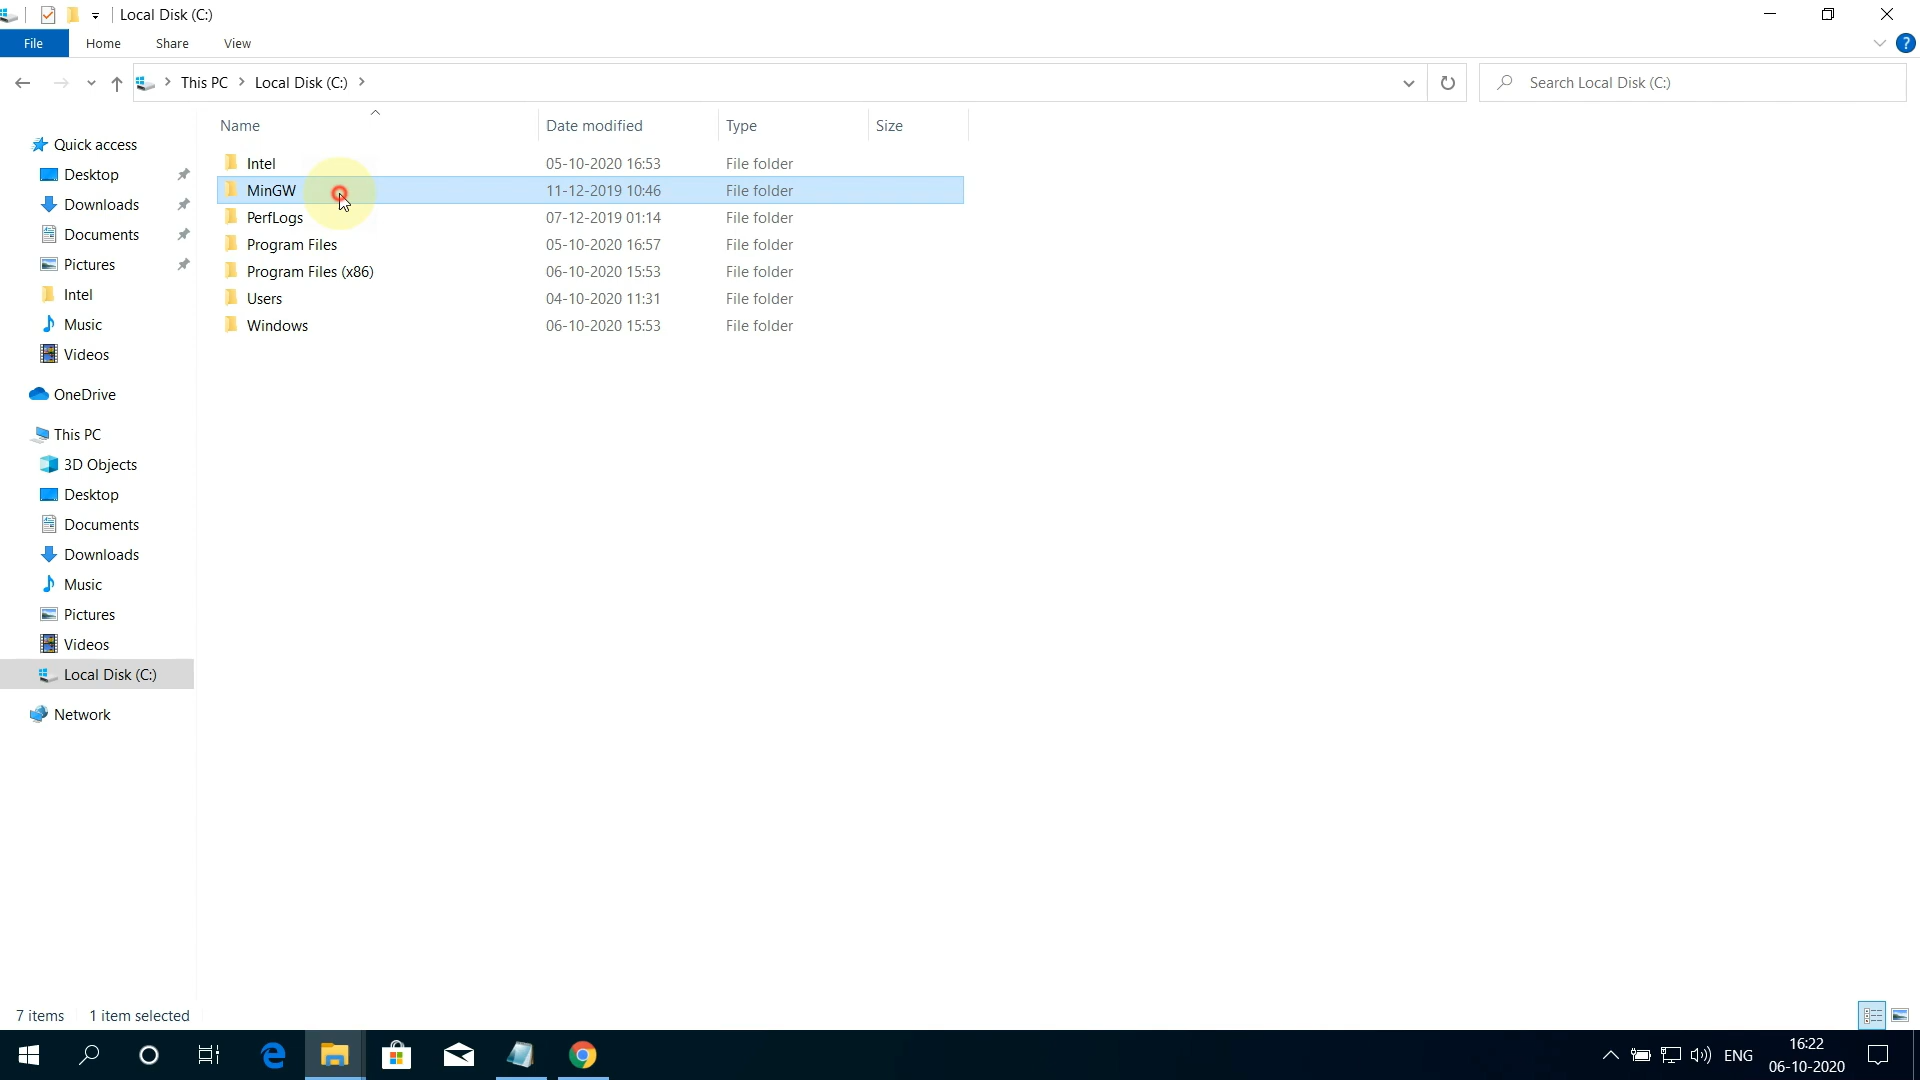 Local Disk (C:)
File Home Share View
?
This PC Local Disk (C:)
Search Local Disk (C:)
Name Date modified Type Size
Quick access
Desktop
Downloads
Documents
Pictures
Intel
Music
Videos
OneDrive
This PC
3D Objects
Desktop
Documents
Downloads
Music
Pictures
Videos
Local Disk (C:)
Network
Intel 05-10-2020 16:53 File folder
MinGW 11-12-2019 10:46 File folder
PerfLogs 07-12-2019 01:14 File folder
Program Files 05-10-2020 16:57 File folder
Program Files (x86) 06-10-2020 15:53 File folder
Users 04-10-2020 11:31 File folder
Windows 06-10-2020 15:53 File folder
7 items 1 item selected
ENG
16:22
06-10-2020